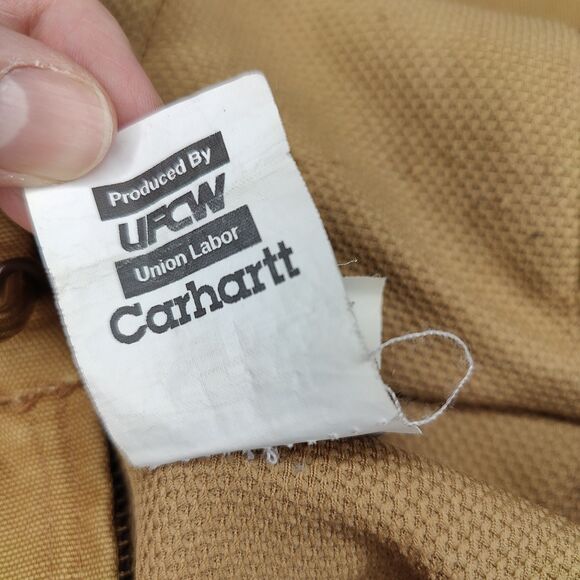 Produced By
UFCW
Union Labor
Carhartt